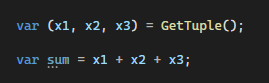 var (x1, x2, x3) = GetTuple();
var sum = x1 + x2 + x3;